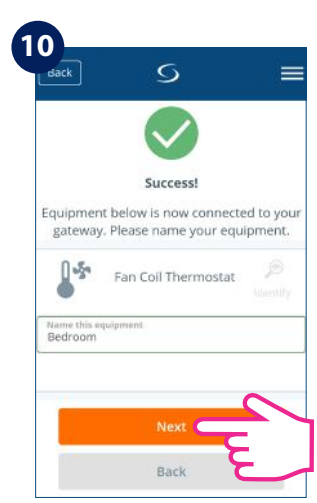 10
Back
Success!
Equipment below is now connected to your
gateway. Please name your equipment.
Fan Coil Thermostat
Identify
Name this equipment
Bedroom
Next
Back